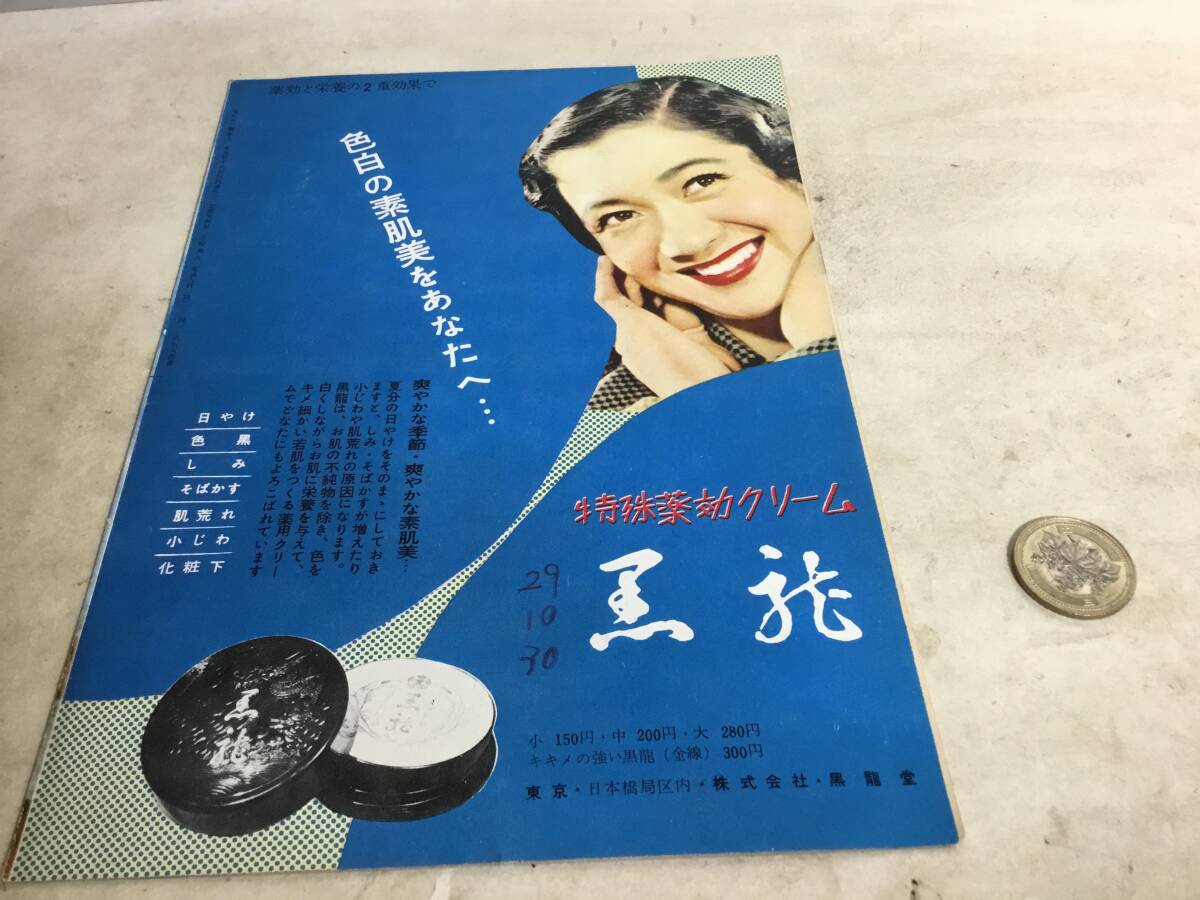 薬効と栄養の2重効果で
色白の素肌美をあなたへ…
爽やかな季節・爽やかな素肌美…
夏分の日やけをそのまゝにしておき
ますと、しみ・そばかすが増えたり
小じわや肌荒れの原因になります。
黒龍は、お肌の不純物を除き、色を
白くしながらお肌に栄養を与えて、
キメ細かい若肌をつくる薬用クリー
ムでどなたにもよろこばれています
日やけ
色黒
しみ
そばかす
肌荒れ
小じわ
化粧下
特殊薬効クリーム
黒龍
29
10
30
黒龍
黒龍
小 150円・中 200円・大 280円
キキメの強い黒龍(金線)300円
東京・日本橋局区内・株式会社・黒龍堂